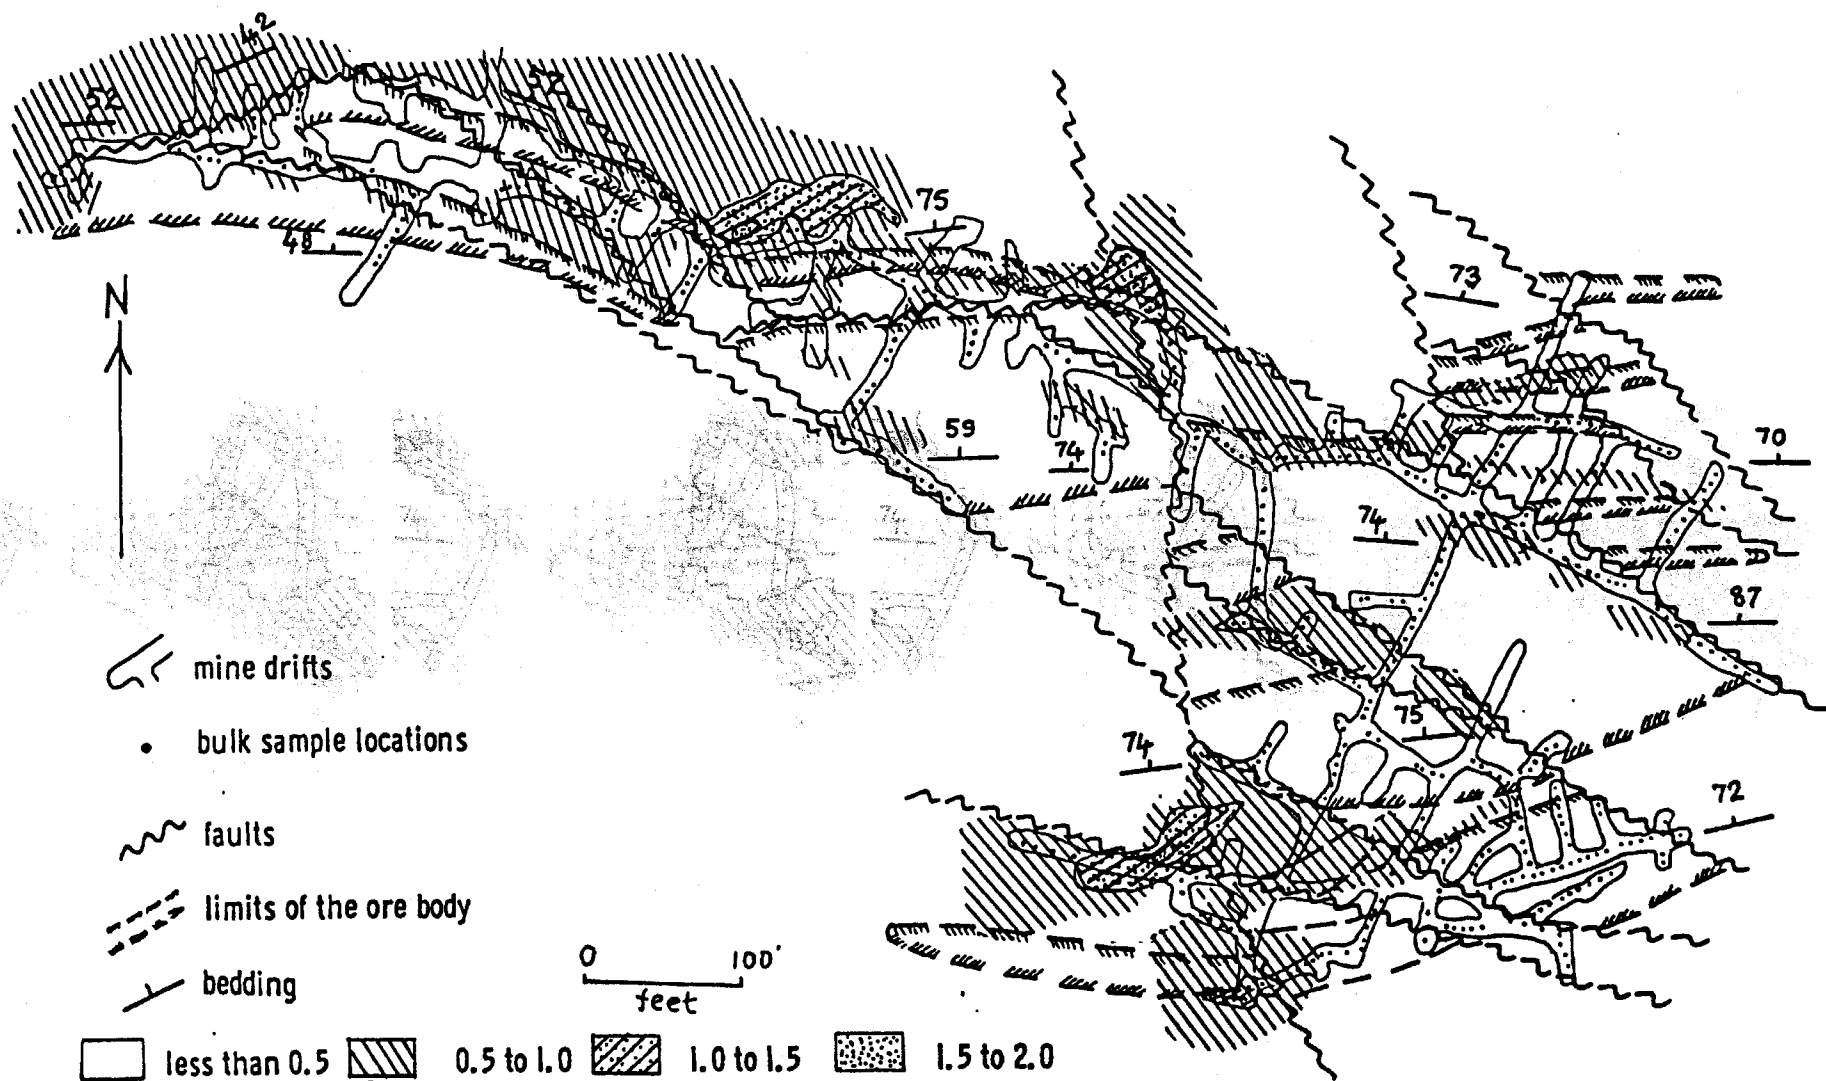 42
52
52
75
48
N
73
59
74
70
74
87
75
74
72
D
mine drifts
bulk sample locations
faults
limits of the ore body
bedding
0 100'
feet
less than 0.5 0.5 to 1.0 1.0 to 1.5 1.5 to 2.0